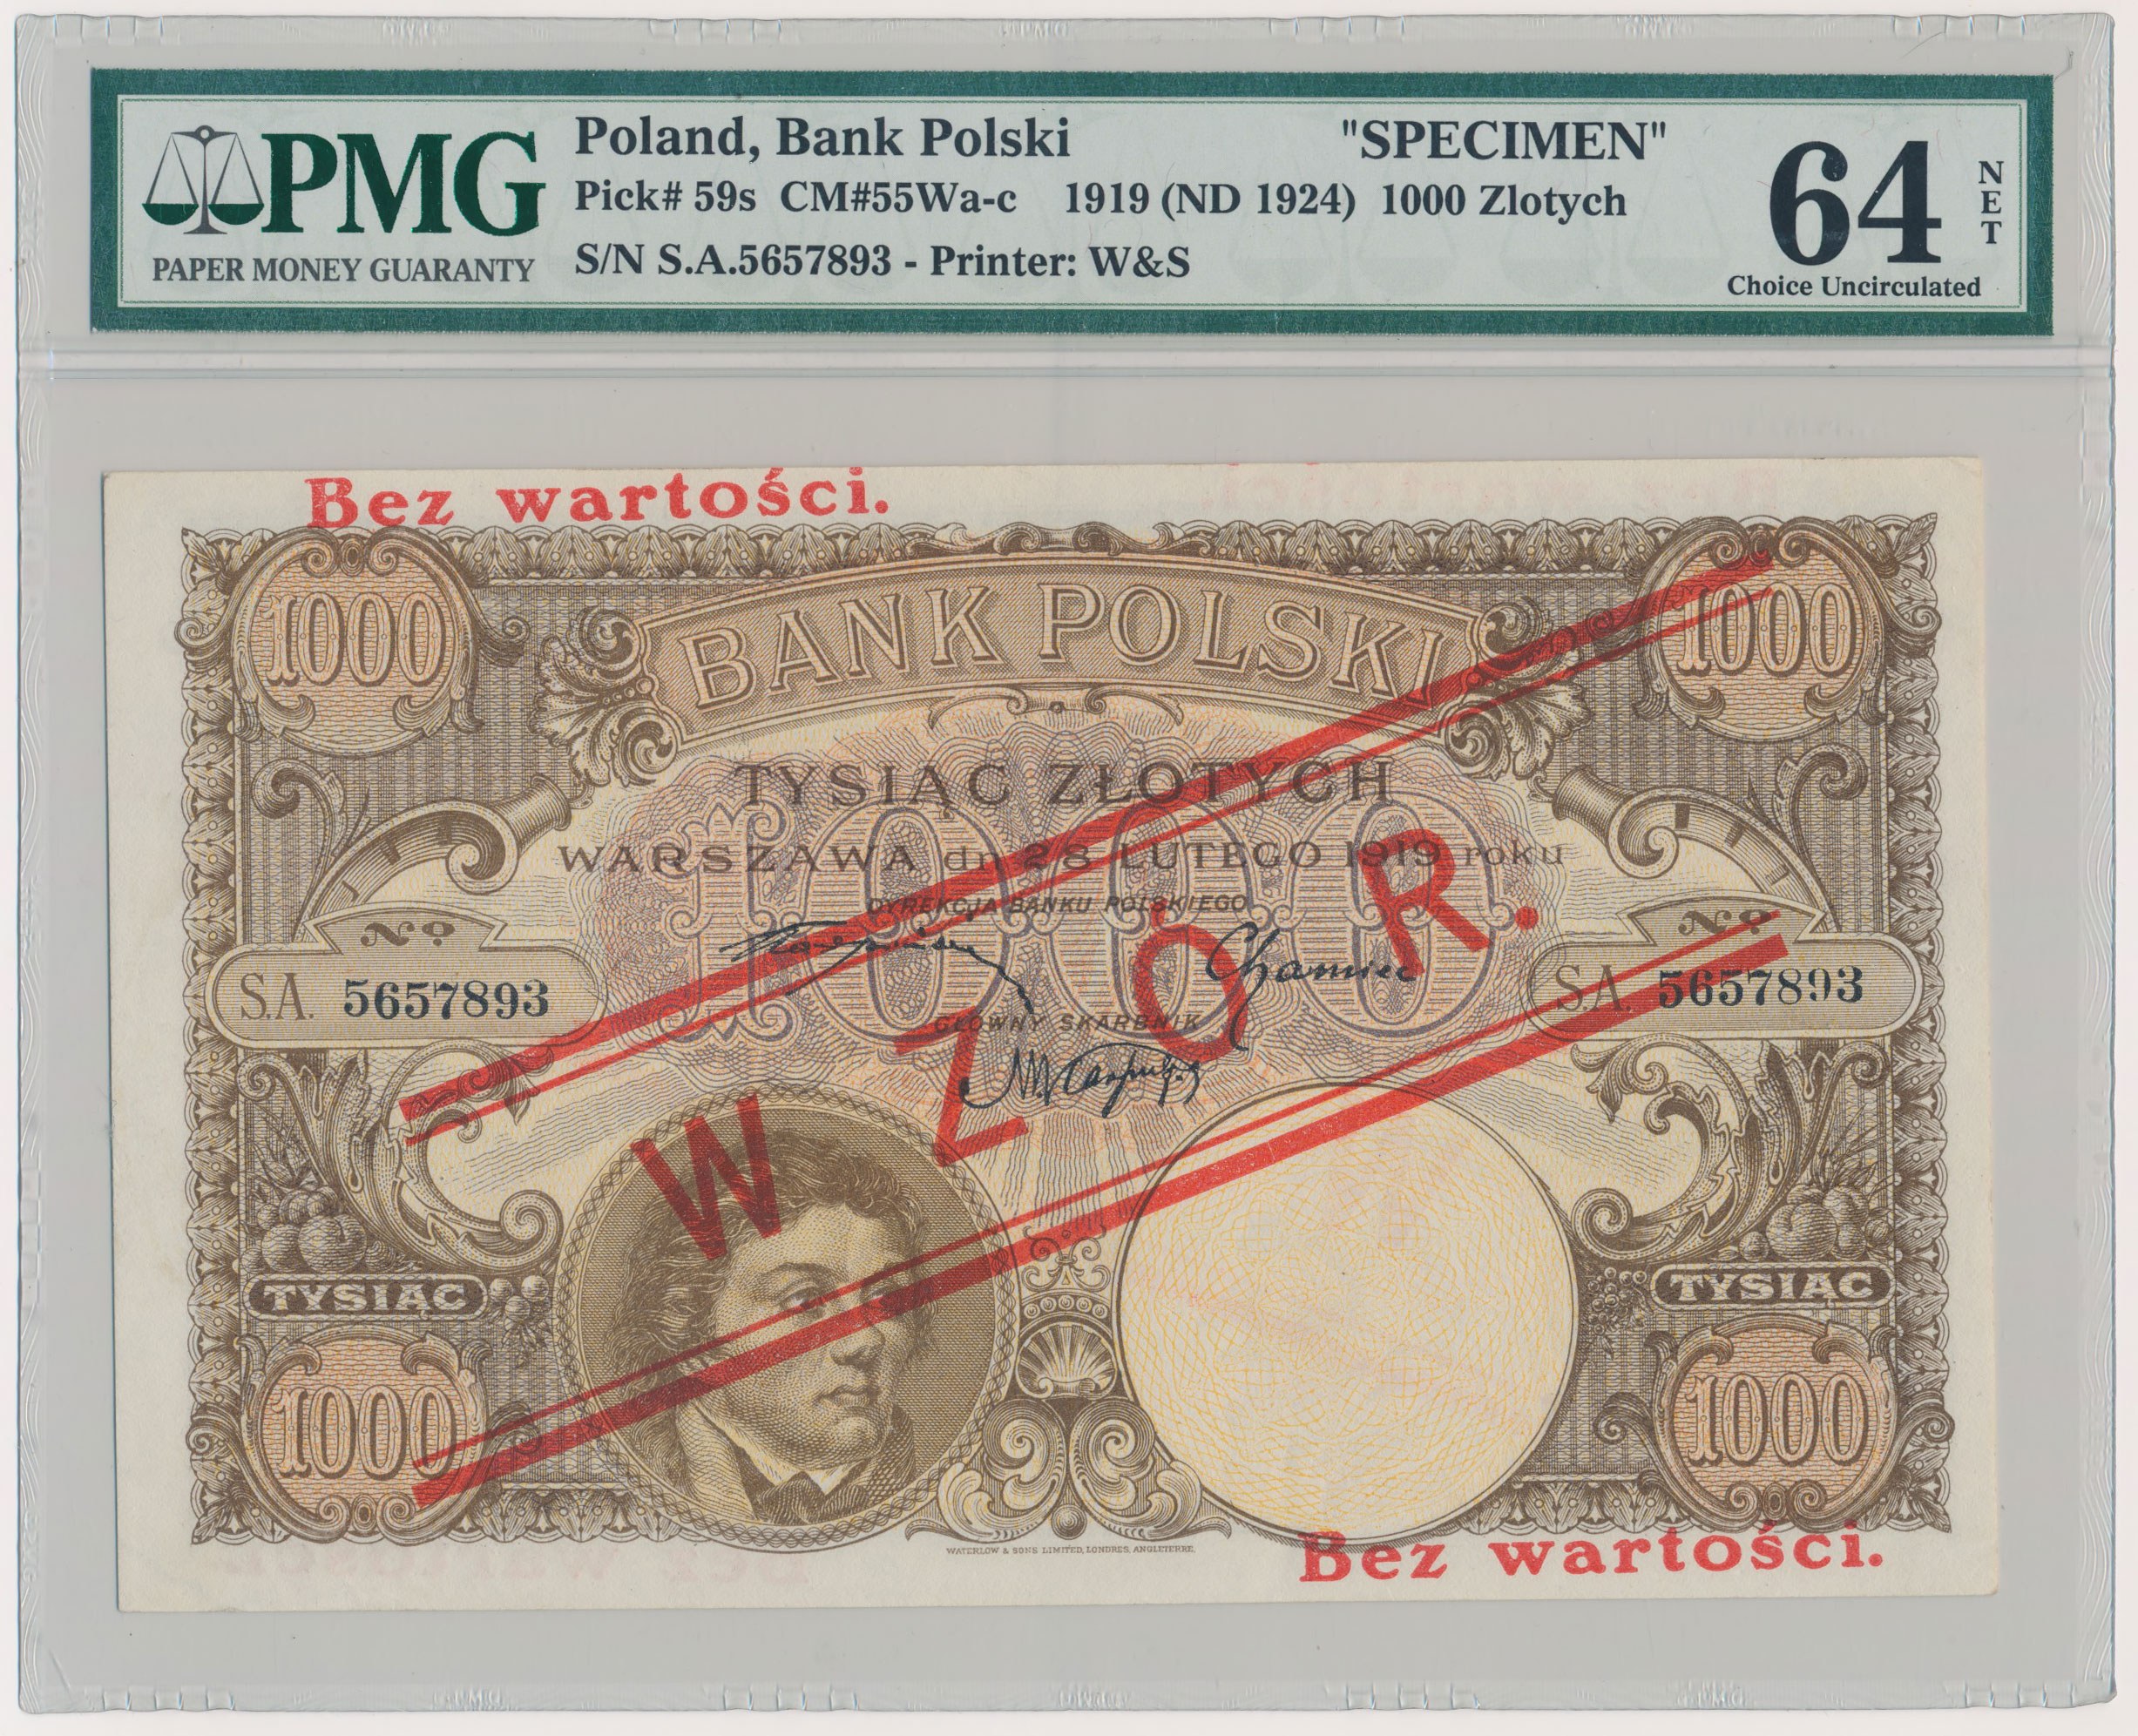 PMG
PAPER MONEY GUARANTY
Poland, Bank Polski "SPECIMEN"
Pick# 59s CM#55Wa-c 1919 (ND 1924) 1000 Zlotych
S/N S.A.5657893 - Printer: W&S
64
NET
Choice Uncirculated
Bez wartości.
1000 1000
BANK POLSKI
TYSIĄC ZŁOTYCH
1000
WARSZAWA dn 28 LUTEGO 1919 roku
DYREKCJA BANKU POLSKIEGO
Chamiec
No No
S.A. 5657893 S.A. 5657893
GŁÓWNY SKARBNIK
WZÓR.
TYSIĄC TYSIĄC
1000 1000
WATERLOW & SONS LIMITED, LONDRES, ANGLETERRE.
Bez wartości.